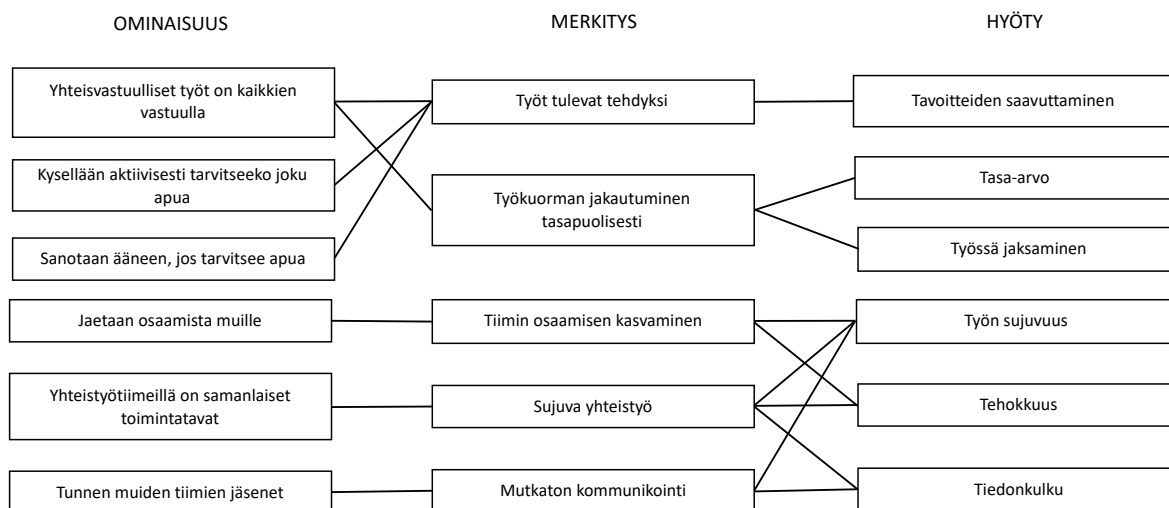 OMINAISUUS
MERKITYS
HYÖTY
Yhteisvastuulliset työt on kaikkien
vastuulla
Työt tulevat tehdyksi
Tavoitteiden saavuttaminen
Kysellään aktiivisesti tarvitseeko joku
apua
Työkuorman jakautuminen
tasapuolisesti
Tasa-arvo
Sanotaan ääneen, jos tarvitsee apua
Työssä jaksaminen
Jaetaan osaamista muille
Tiimin osaamisen kasvaminen
Työn sujuvuus
Yhteistyötiimeillä on samanlaiset
toimintatavat
Sujuva yhteistyö
Tehokkuus
Tunnen muiden tiimien jäsenet
Mutkaton kommunikointi
Tiedonkulku